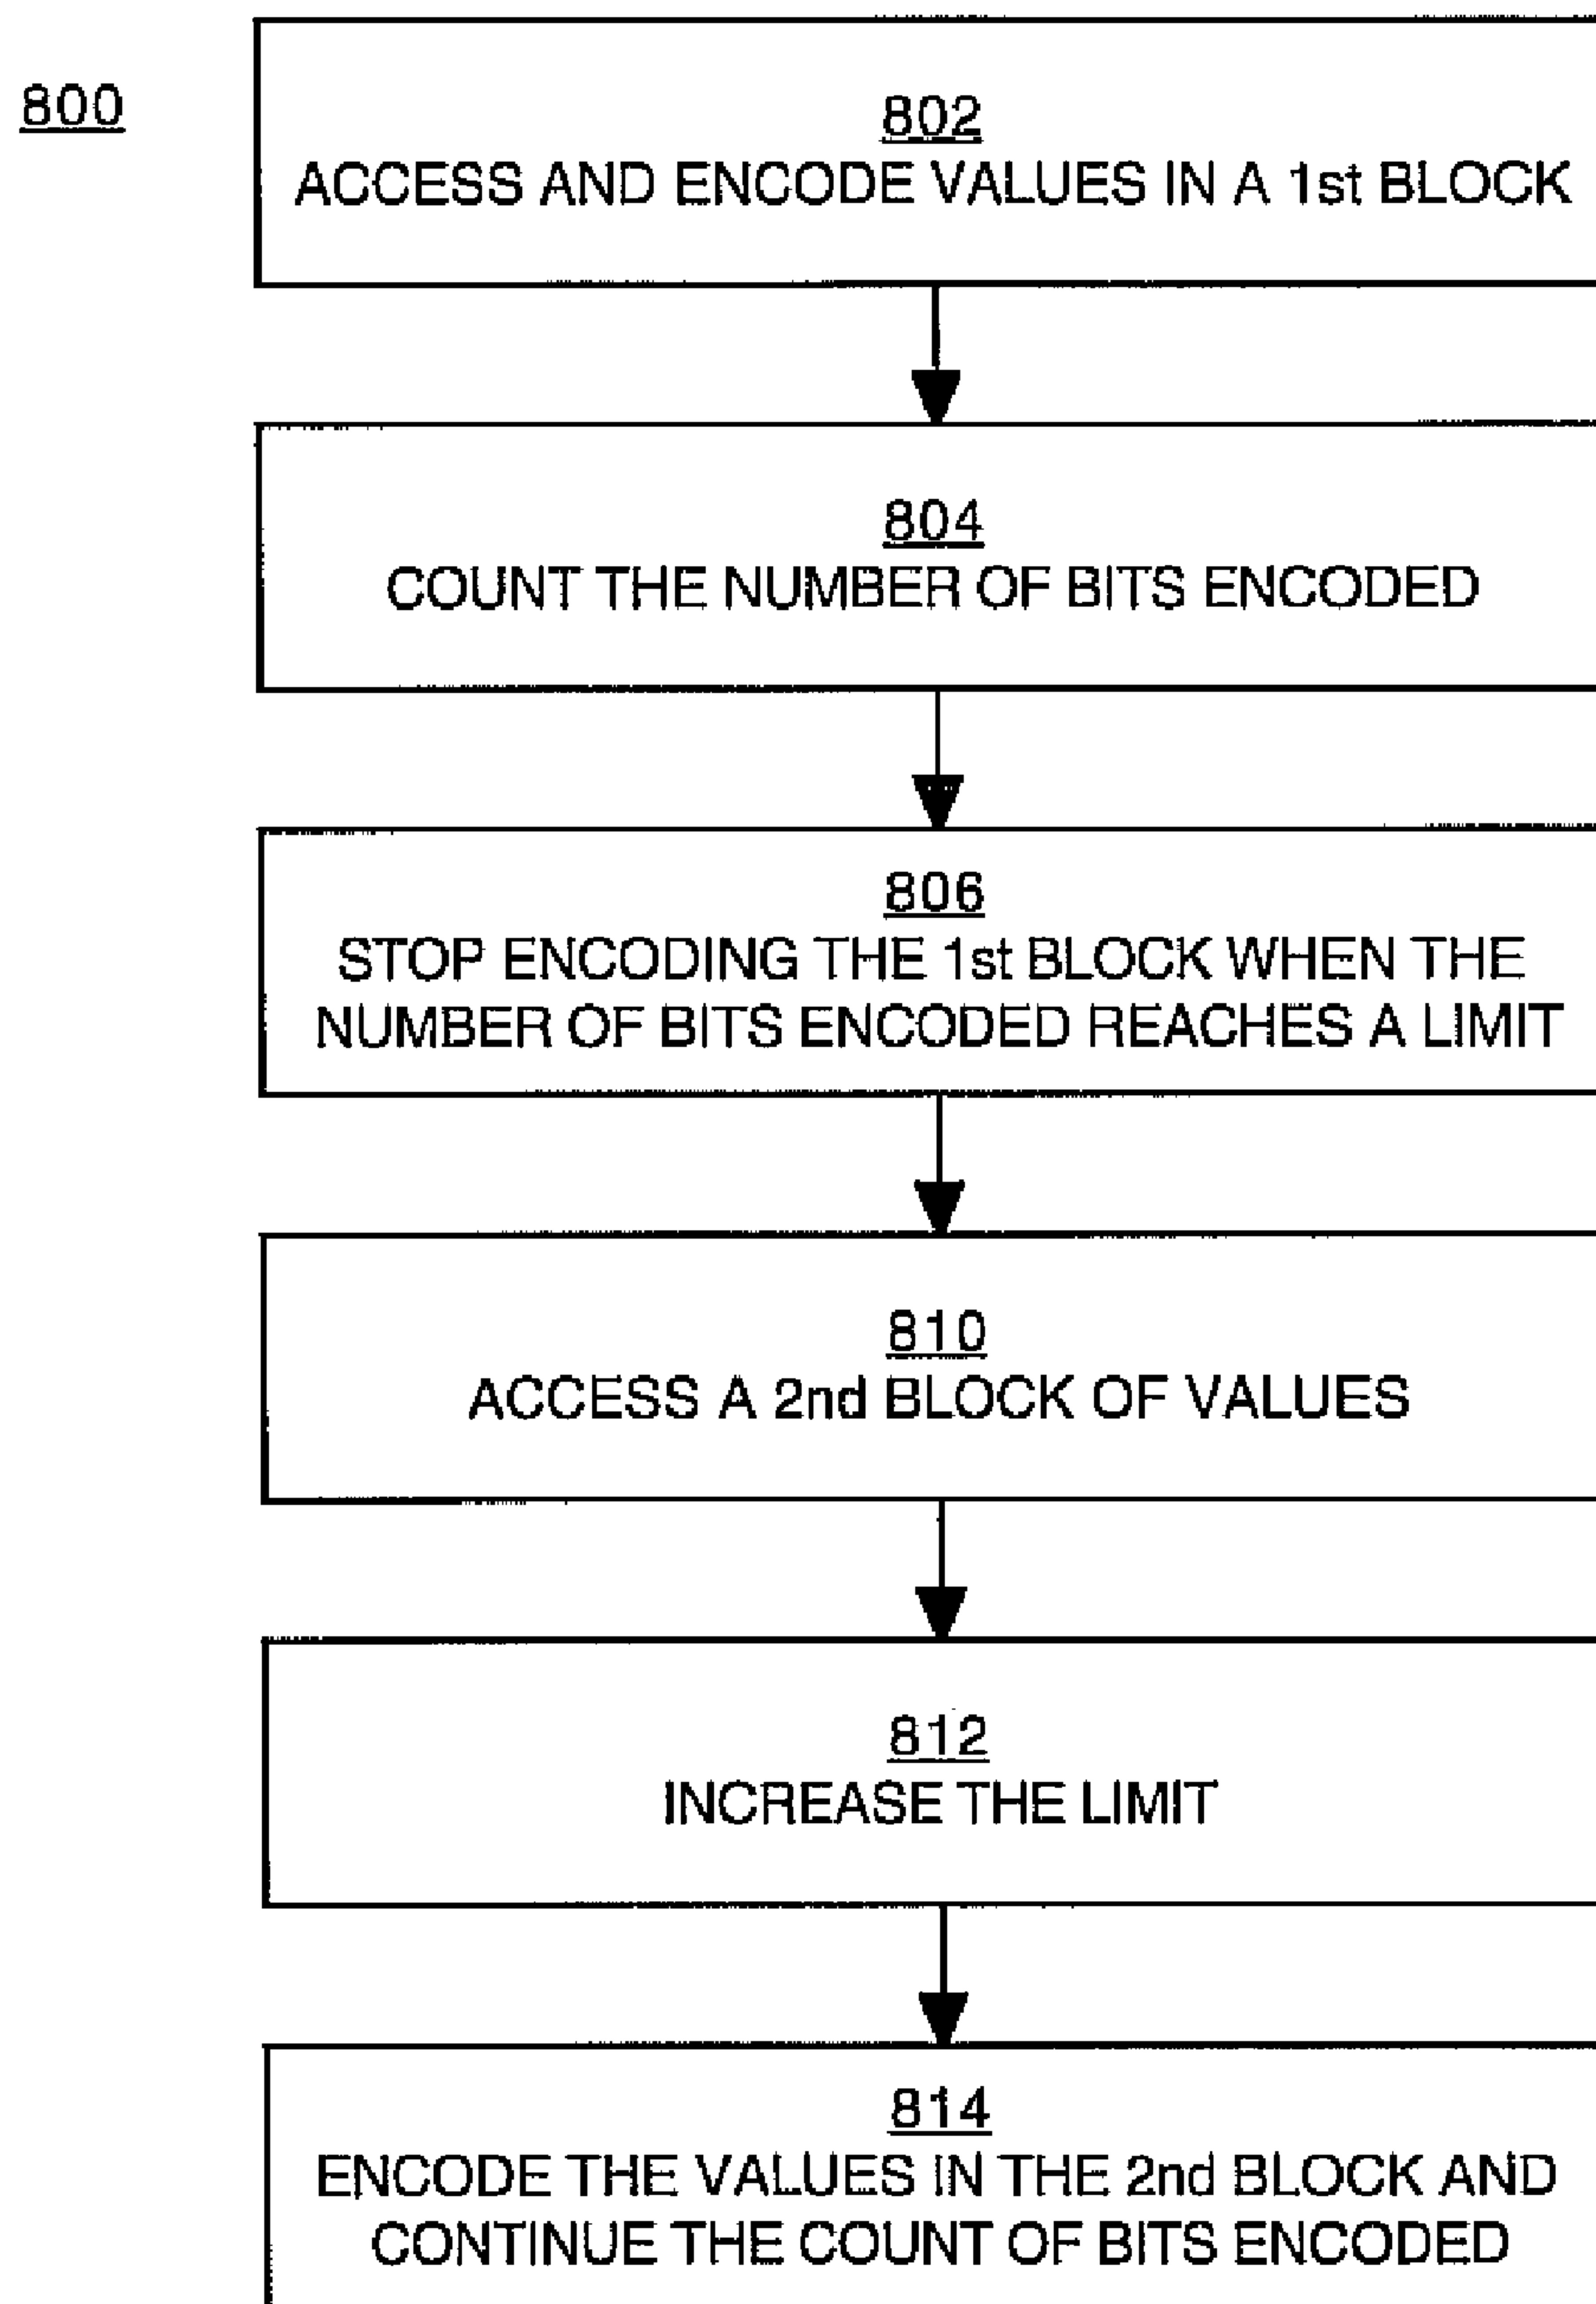 800
802
ACCESS AND ENCODE VALUES IN A 1st BLOCK
804
COUNT THE NUMBER OF BITS ENCODED
806
STOP ENCODING THE 1st BLOCK WHEN THE
NUMBER OF BITS ENCODED REACHES A LIMIT
810
ACCESS A 2nd BLOCK OF VALUES
812
INCREASE THE LIMIT
814
ENCODE THE VALUES IN THE 2nd BLOCK AND
CONTINUE THE COUNT OF BITS ENCODED